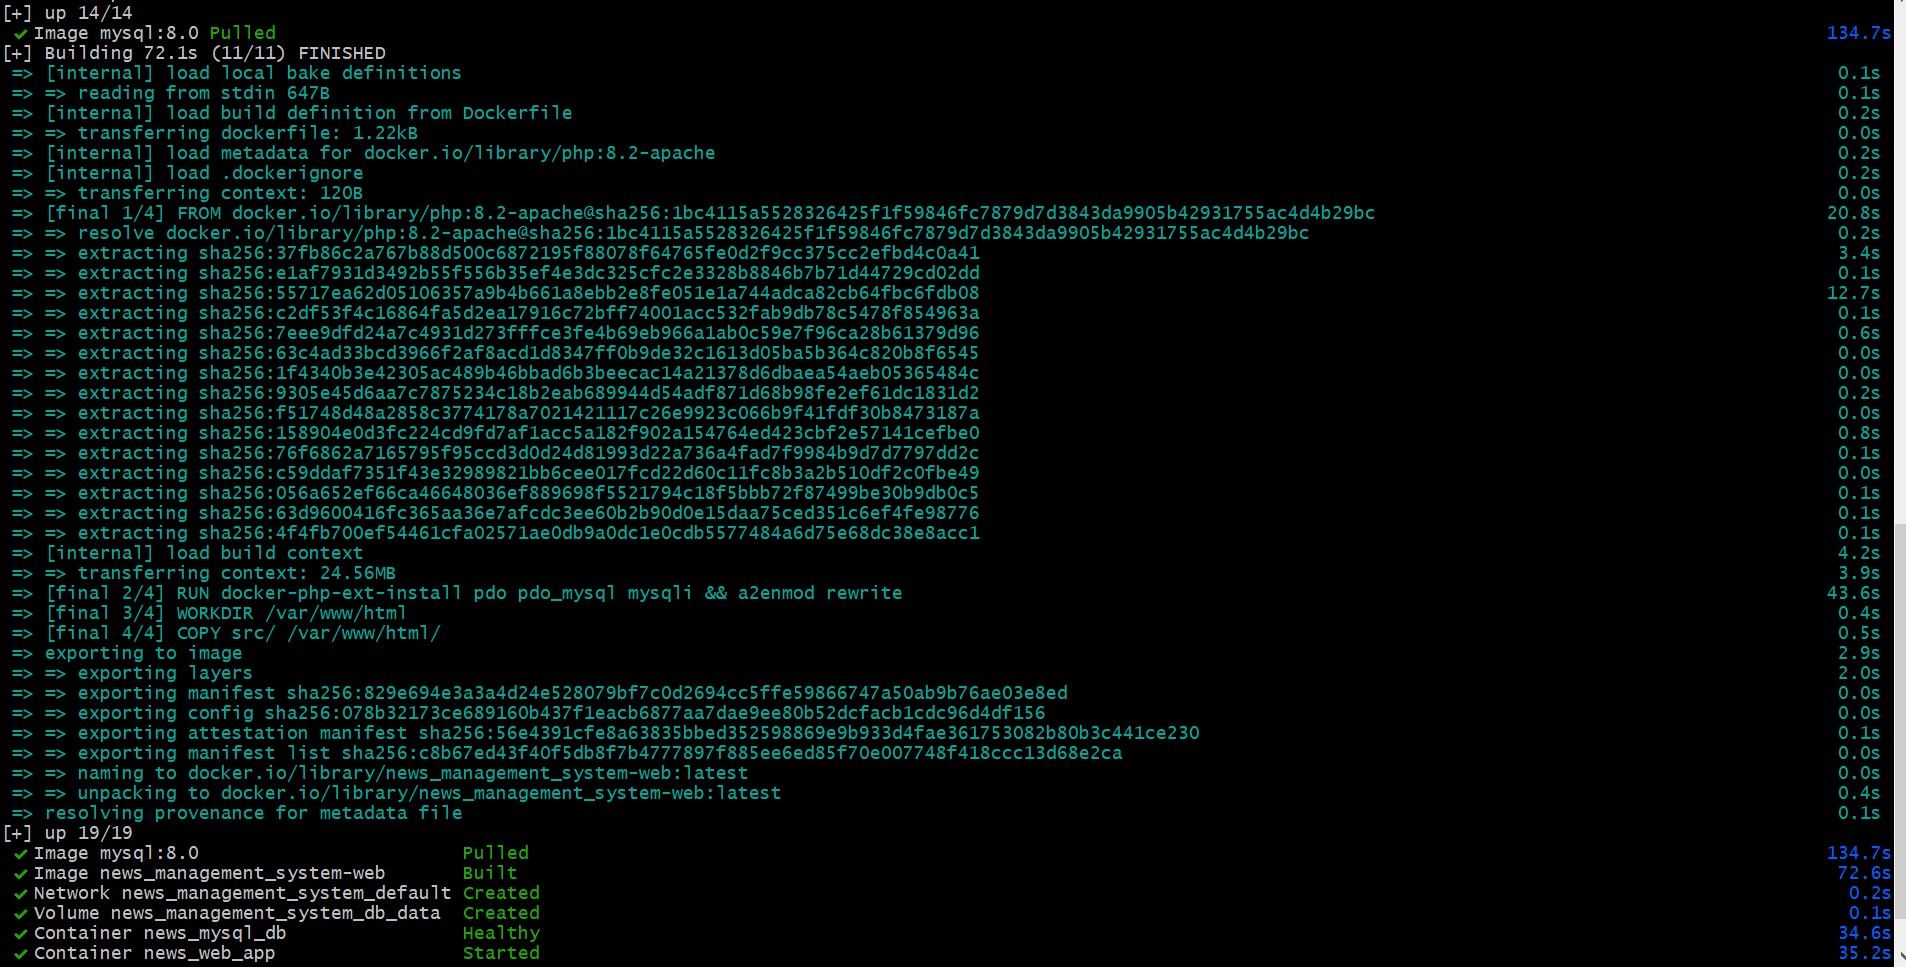 [+] up 14/14
✔ Image mysql:8.0 Pulled 134.7s
[+] Building 72.1s (11/11) FINISHED
=> [internal] load local bake definitions 0.1s
=> => reading from stdin 647B 0.1s
=> [internal] load build definition from Dockerfile 0.2s
=> => transferring dockerfile: 1.22kB 0.0s
=> [internal] load metadata for docker.io/library/php:8.2-apache 0.2s
=> [internal] load .dockerignore 0.2s
=> => transferring context: 120B 0.0s
=> [final 1/4] FROM docker.io/library/php:8.2-apache@sha256:1bc4115a5528326425f1f59846fc7879d7d3843da9905b42931755ac4d4b29bc 20.8s
=> => resolve docker.io/library/php:8.2-apache@sha256:1bc4115a5528326425f1f59846fc7879d7d3843da9905b42931755ac4d4b29bc 0.2s
=> => extracting sha256:37fb86c2a767b88d500c6872195f88078f64765fe0d2f9cc375cc2efbd4c0a41 3.4s
=> => extracting sha256:e1af7931d3492b55f556b35ef4e3dc325cfc2e3328b8846b7b71d44729cd02dd 0.1s
=> => extracting sha256:55717ea62d05106357a9b4b661a8ebb2e8fe051e1a744adca82cb64fbc6fdb08 12.7s
=> => extracting sha256:c2df53f4c16864fa5d2ea17916c72bff74001acc532fab9db78c5478f854963a 0.1s
=> => extracting sha256:7eee9dfd24a7c4931d273fffce3fe4b69eb966a1ab0c59e7f96ca28b61379d96 0.6s
=> => extracting sha256:63c4ad33bcd3966f2af8acd1d8347ff0b9de32c1613d05ba5b364c820b8f6545 0.0s
=> => extracting sha256:1f4340b3e42305ac489b46bbad6b3beecac14a21378d6dbaea54aeb05365484c 0.0s
=> => extracting sha256:9305e45d6aa7c7875234c18b2eab689944d54adf871d68b98fe2ef61dc1831d2 0.2s
=> => extracting sha256:f51748d48a2858c3774178a7021421117c26e9923c066b9f41fdf30b8473187a 0.0s
=> => extracting sha256:158904e0d3fc224cd9fd7af1acc5a182f902a154764ed423cbf2e57141cefbe0 0.8s
=> => extracting sha256:76f6862a7165795f95ccd3d0d24d81993d22a736a4fad7f9984b9d7d7797dd2c 0.1s
=> => extracting sha256:c59ddaf7351f43e32989821bb6cee017fcd22d60c11fc8b3a2b510df2c0fbe49 0.0s
=> => extracting sha256:056a652ef66ca46648036ef889698f5521794c18f5bbb72f87499be30b9db0c5 0.1s
=> => extracting sha256:63d9600416fc365aa36e7afcdc3ee60b2b90d0e15daa75ced351c6ef4fe98776 0.1s
=> => extracting sha256:4f4fb700ef54461cfa02571ae0db9a0dc1e0cdb5577484a6d75e68dc38e8acc1 0.1s
=> [internal] load build context 4.2s
=> => transferring context: 24.56MB 3.9s
=> [final 2/4] RUN docker-php-ext-install pdo pdo_mysql mysqli && a2enmod rewrite 43.6s
=> [final 3/4] WORKDIR /var/www/html 0.4s
=> [final 4/4] COPY src/ /var/www/html/ 0.5s
=> exporting to image 2.9s
=> => exporting layers 2.0s
=> => exporting manifest sha256:829e694e3a3a4d24e528079bf7c0d2694cc5ffe59866747a50ab9b76ae03e8ed 0.0s
=> => exporting config sha256:078b32173ce689160b437f1eacb6877aa7dae9ee80b52dcfacb1cdc96d4df156 0.0s
=> => exporting attestation manifest sha256:56e4391cfe8a63835bbed352598869e9b933d4fae361753082b80b3c441ce230 0.1s
=> => exporting manifest list sha256:c8b67ed43f40f5db8f7b4777897f885ee6ed85f70e007748f418ccc13d68e2ca 0.0s
=> => naming to docker.io/library/news_management_system-web:latest 0.0s
=> => unpacking to docker.io/library/news_management_system-web:latest 0.4s
=> resolving provenance for metadata file 0.1s
[+] up 19/19
✔ Image mysql:8.0 Pulled 134.7s
✔ Image news_management_system-web Built 72.6s
✔ Network news_management_system_default Created 0.2s
✔ Volume news_management_system_db_data Created 0.1s
✔ Container news_mysql_db Healthy 34.6s
✔ Container news_web_app Started 35.2s